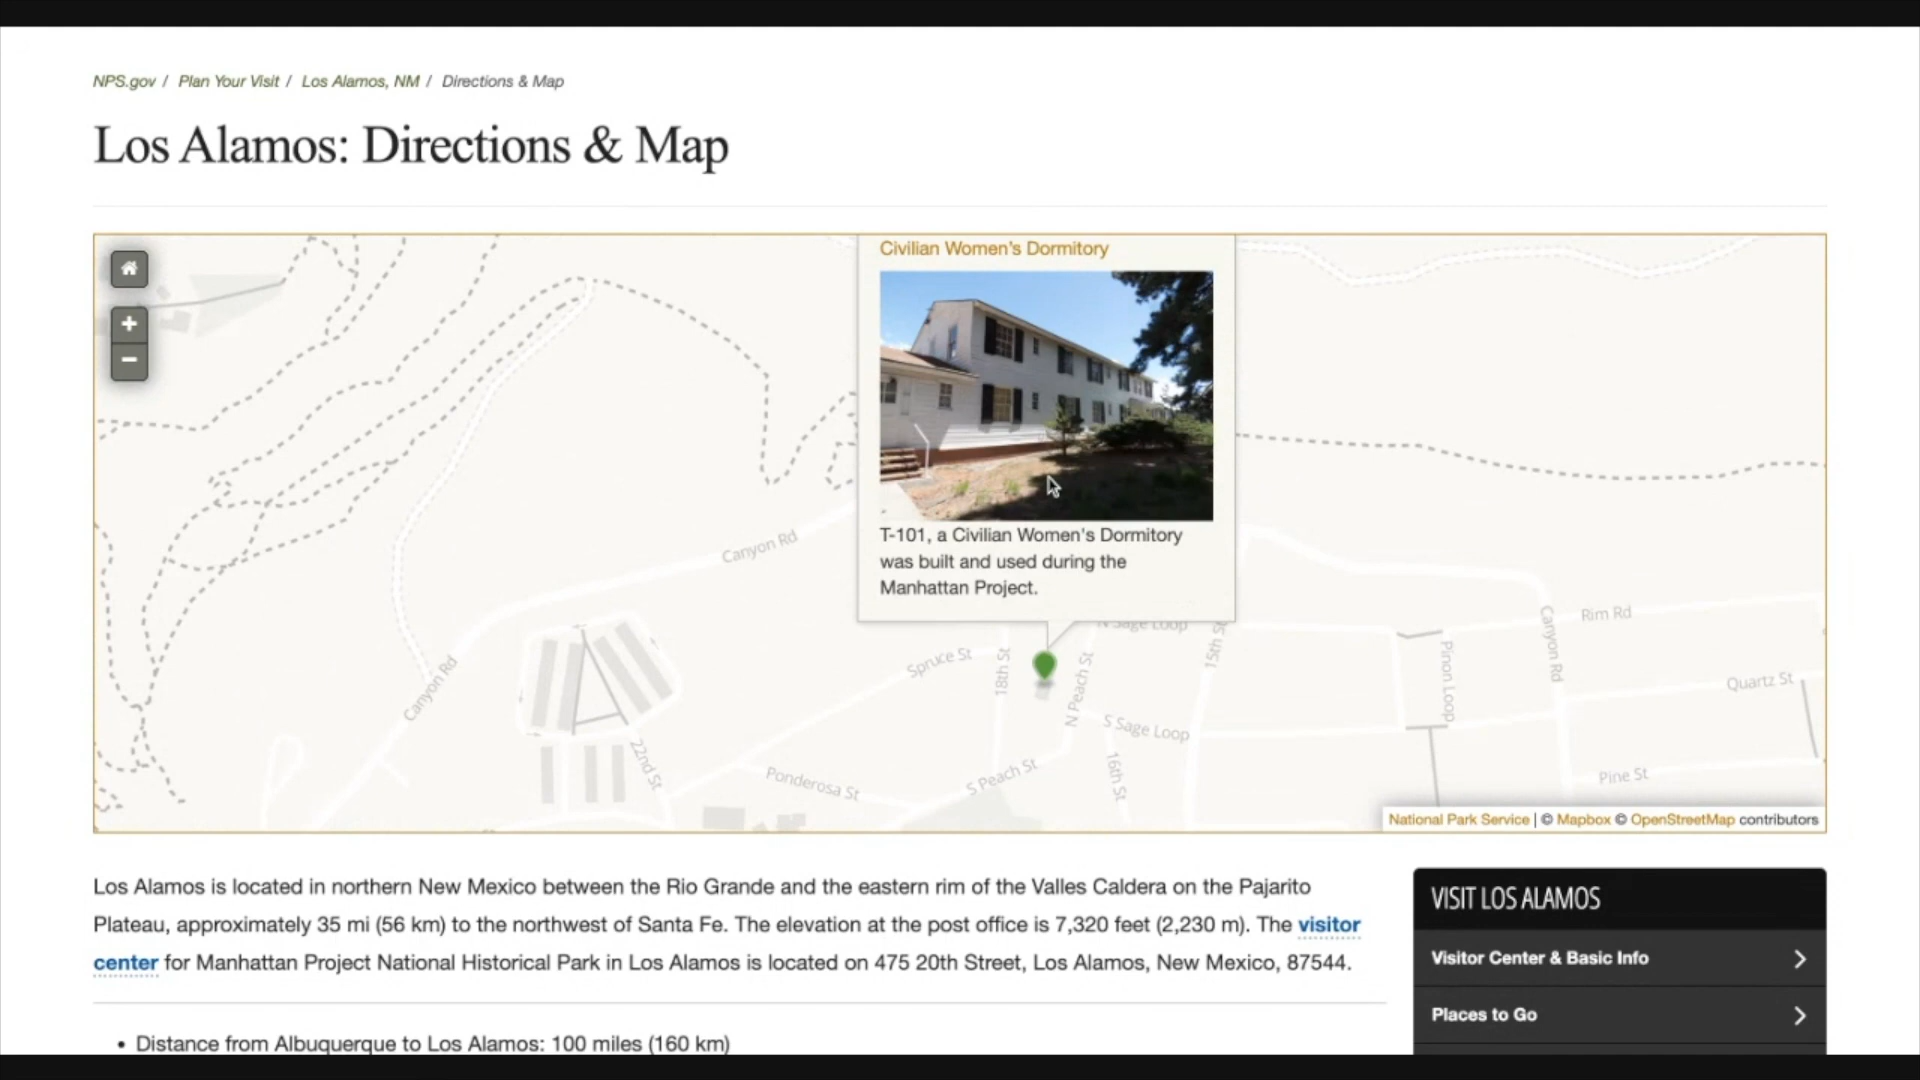 NPS.gov / Plan Your Visit / Los Alamos, NM / Directions & Map
Los Alamos: Directions & Map
Civilian Women's Dormitory
T-101, a Civilian Women's Dormitory
was built and used during the
Manhattan Project.
Canyon Rd
N Sage Loop
Rim Rd
Canyon Rd
Pinon Loop
15th St
Spruce St
18th St
N Peach St
Canyon Rd
Quartz St
S Sage Loop
22nd St
Ponderosa St
S Peach St
16th St
Pine St
National Park Service | © Mapbox © OpenStreetMap contributors
Los Alamos is located in northern New Mexico between the Rio Grande and the eastern rim of the Valles Caldera on the Pajarito
Plateau, approximately 35 mi (56 km) to the northwest of Santa Fe. The elevation at the post office is 7,320 feet (2,230 m). The visitor
center for Manhattan Project National Historical Park in Los Alamos is located on 475 20th Street, Los Alamos, New Mexico, 87544.
• Distance from Albuquerque to Los Alamos: 100 miles (160 km)
VISIT LOS ALAMOS
Visitor Center & Basic Info
Places to Go